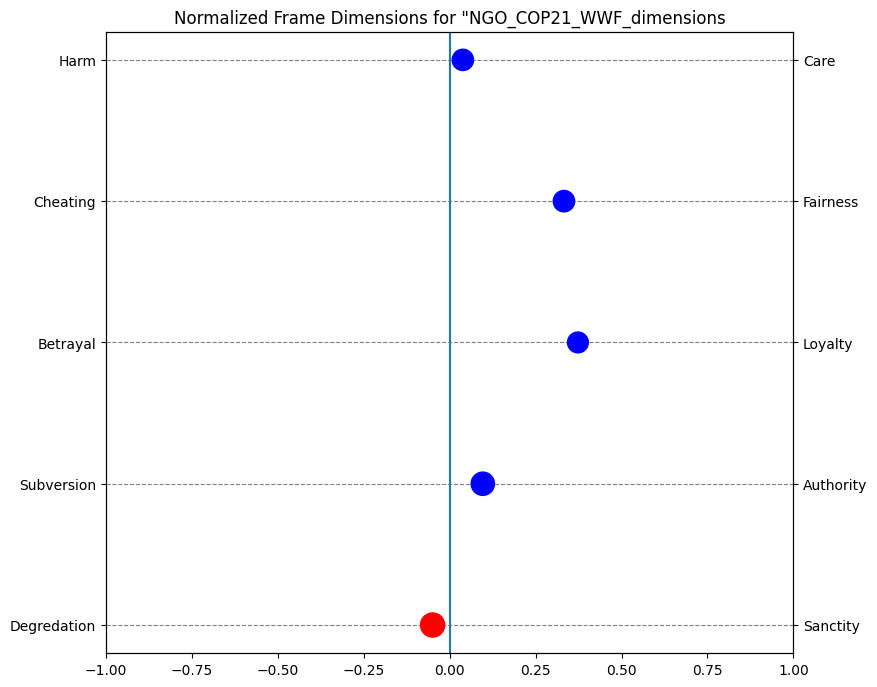 Normalized Frame Dimensions for "NGO_COP21_WWF_dimensions
Harm Care
Cheating Fairness
Betrayal Loyalty
Subversion Authority
Degredation Sanctity
−1.00 −0.75 −0.50 −0.25 0.00 0.25 0.50 0.75 1.00